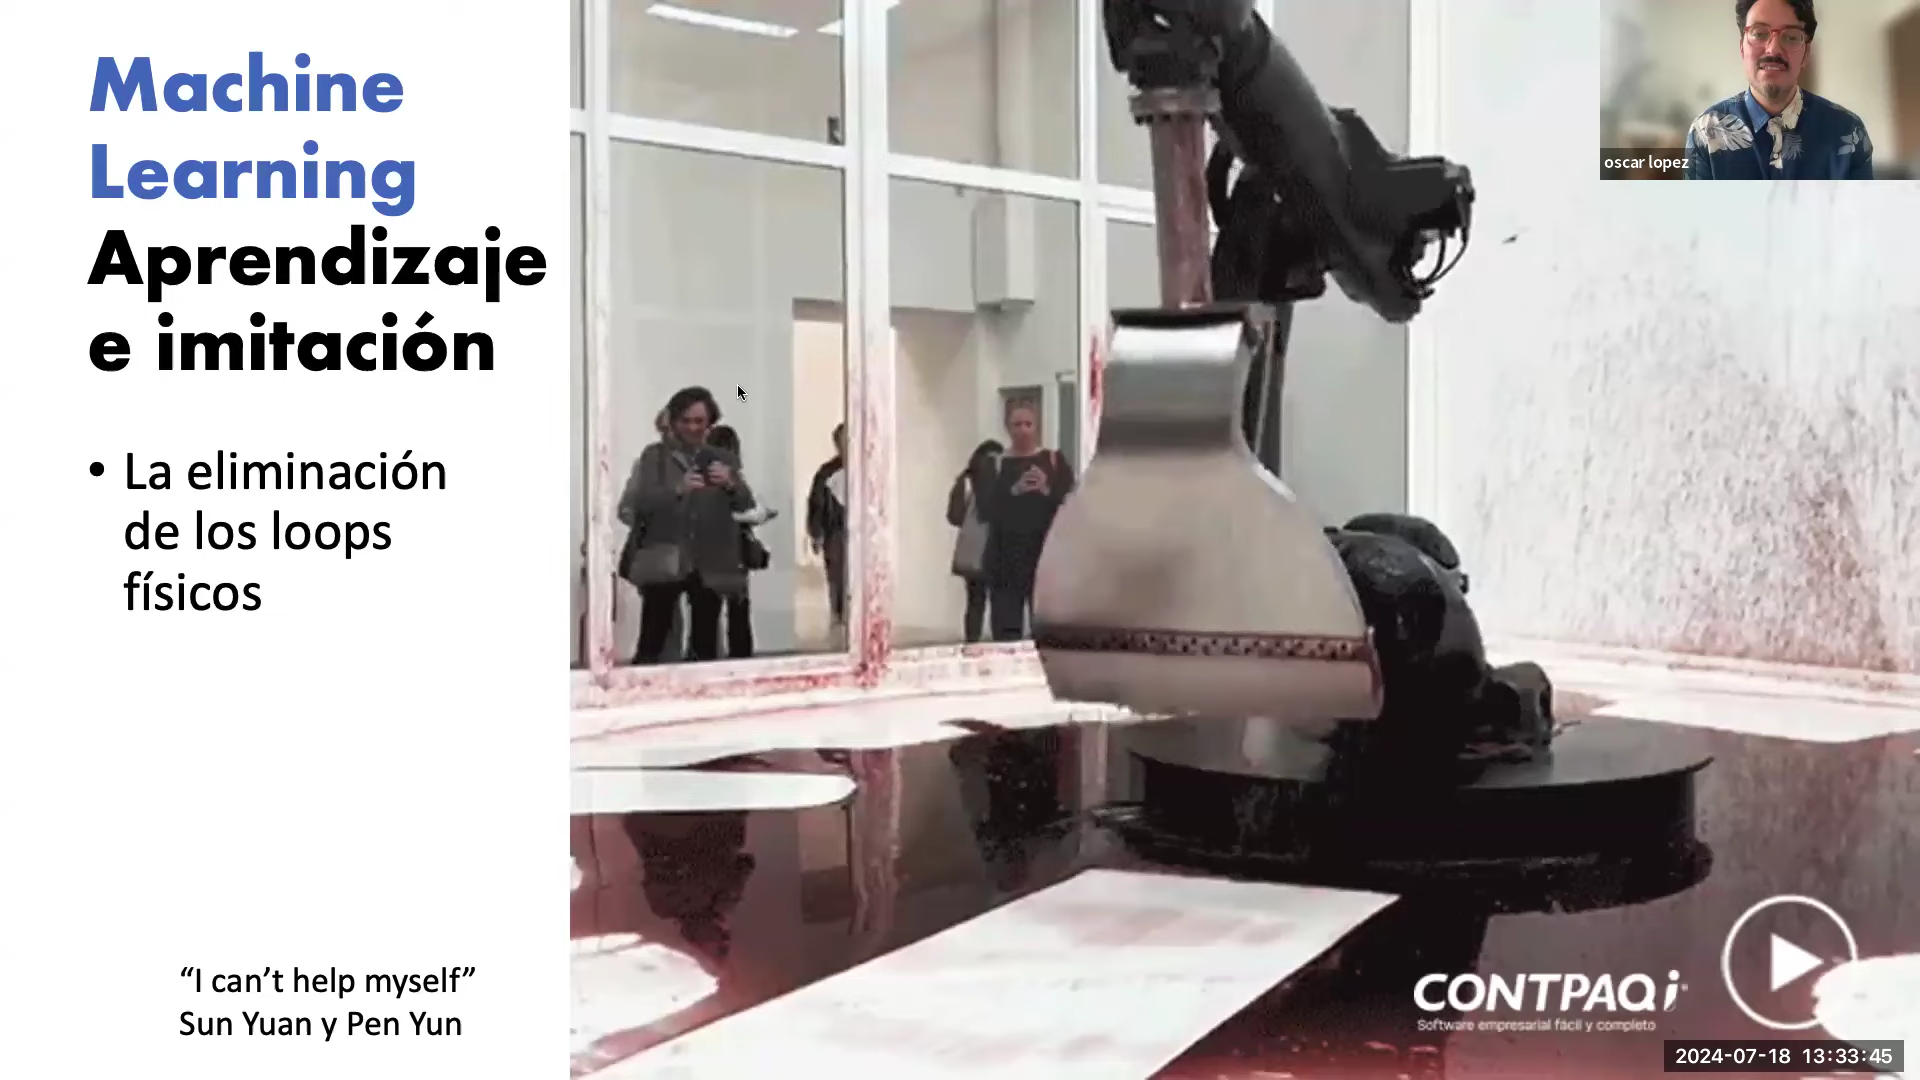 Machine
Learning
Aprendizaje
e imitación
• La eliminación
de los loops
físicos
“I can’t help myself”
Sun Yuan y Pen Yun
oscar lopez
CONTPAQi®
Software empresarial fácil y completo
2024-07-18 13:33:45